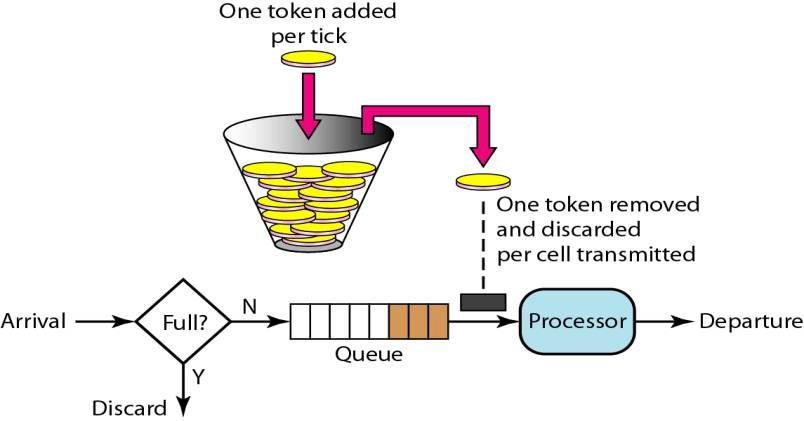 One token added
per tick
One token removed
and discarded
per cell transmitted
Arrival
Full?
N
Queue
Processor
Departure
Y
Discard